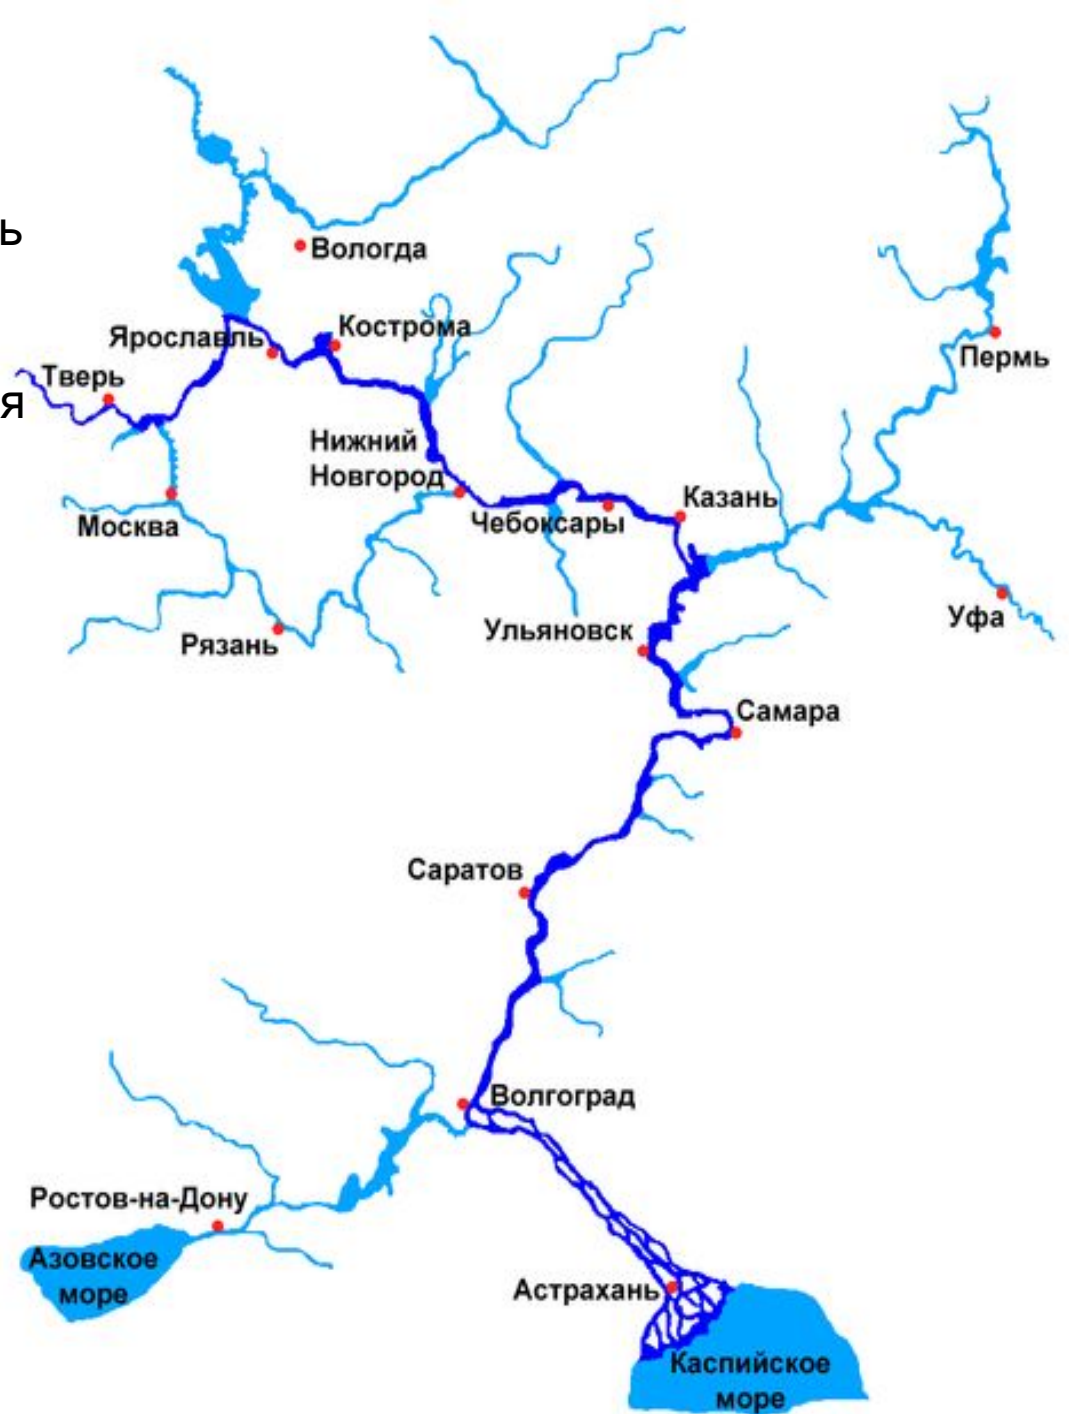 ь
Вологда
Ярославль
Кострома
Пермь
Тверь
я
Нижний
Новгород
Казань
Чебоксары
Москва
Уфа
Ульяновск
Рязань
Самара
Саратов
Волгоград
Ростов-на-Дону
Азовское
море
Астрахань
Каспийское
море